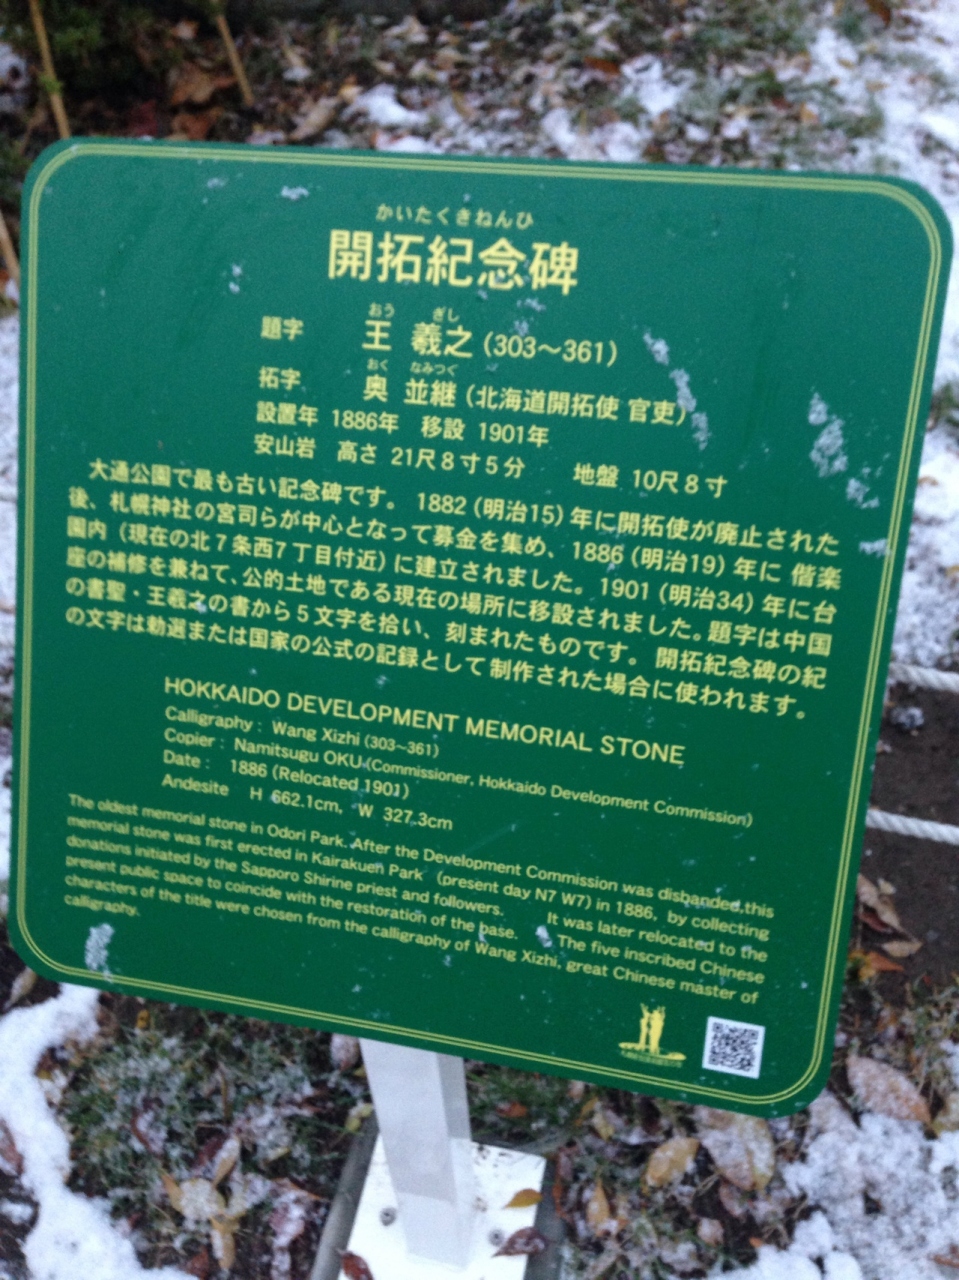 かいたくきねんひ
開拓紀念碑
おう ぎし
題字 王 羲之 (303～361)
おく なみつぐ
拓字 奥 並継 (北海道開拓使 官吏)
設置年 1886年 移設 1901年
安山岩 高さ 21尺8寸5分 地盤 10尺8寸
大通公園で最も古い記念碑です。 1882 (明治15) 年に開拓使が廃止された
後、札幌神社の宮司らが中心となって募金を集め、1886 (明治19) 年に 偕楽
園内 (現在の北7条西7丁目付近) に建立されました。1901 (明治34) 年に台
座の補修を兼ねて、公的土地である現在の場所に移設されました。題字は中国
の書聖・王羲之の書から5文字を拾い、刻まれたものです。 開拓紀念碑の紀
の文字は勅選または国家の公式の記録として制作された場合に使われます。
HOKKAIDO DEVELOPMENT MEMORIAL STONE
Calligraphy : Wang Xizhi (303~361)
Copier : Namitsugu OKU (Commissioner, Hokkaido Development Commission)
Date : 1886 (Relocated 1901)
Andesite H 662.1cm, W 327.3cm
The oldest memorial stone in Odori Park. After the Development Commission was disbanded,this
memorial stone was first erected in Kairakuen Park (present day N7 W7) in 1886, by collecting
donations initiated by the Sapporo Shirine priest and followers. It was later relocated to the
present public space to coincide with the restoration of the base. The five inscribed Chinese
characters of the title were chosen from the calligraphy of Wang Xizhi, great Chinese master of
calligraphy.